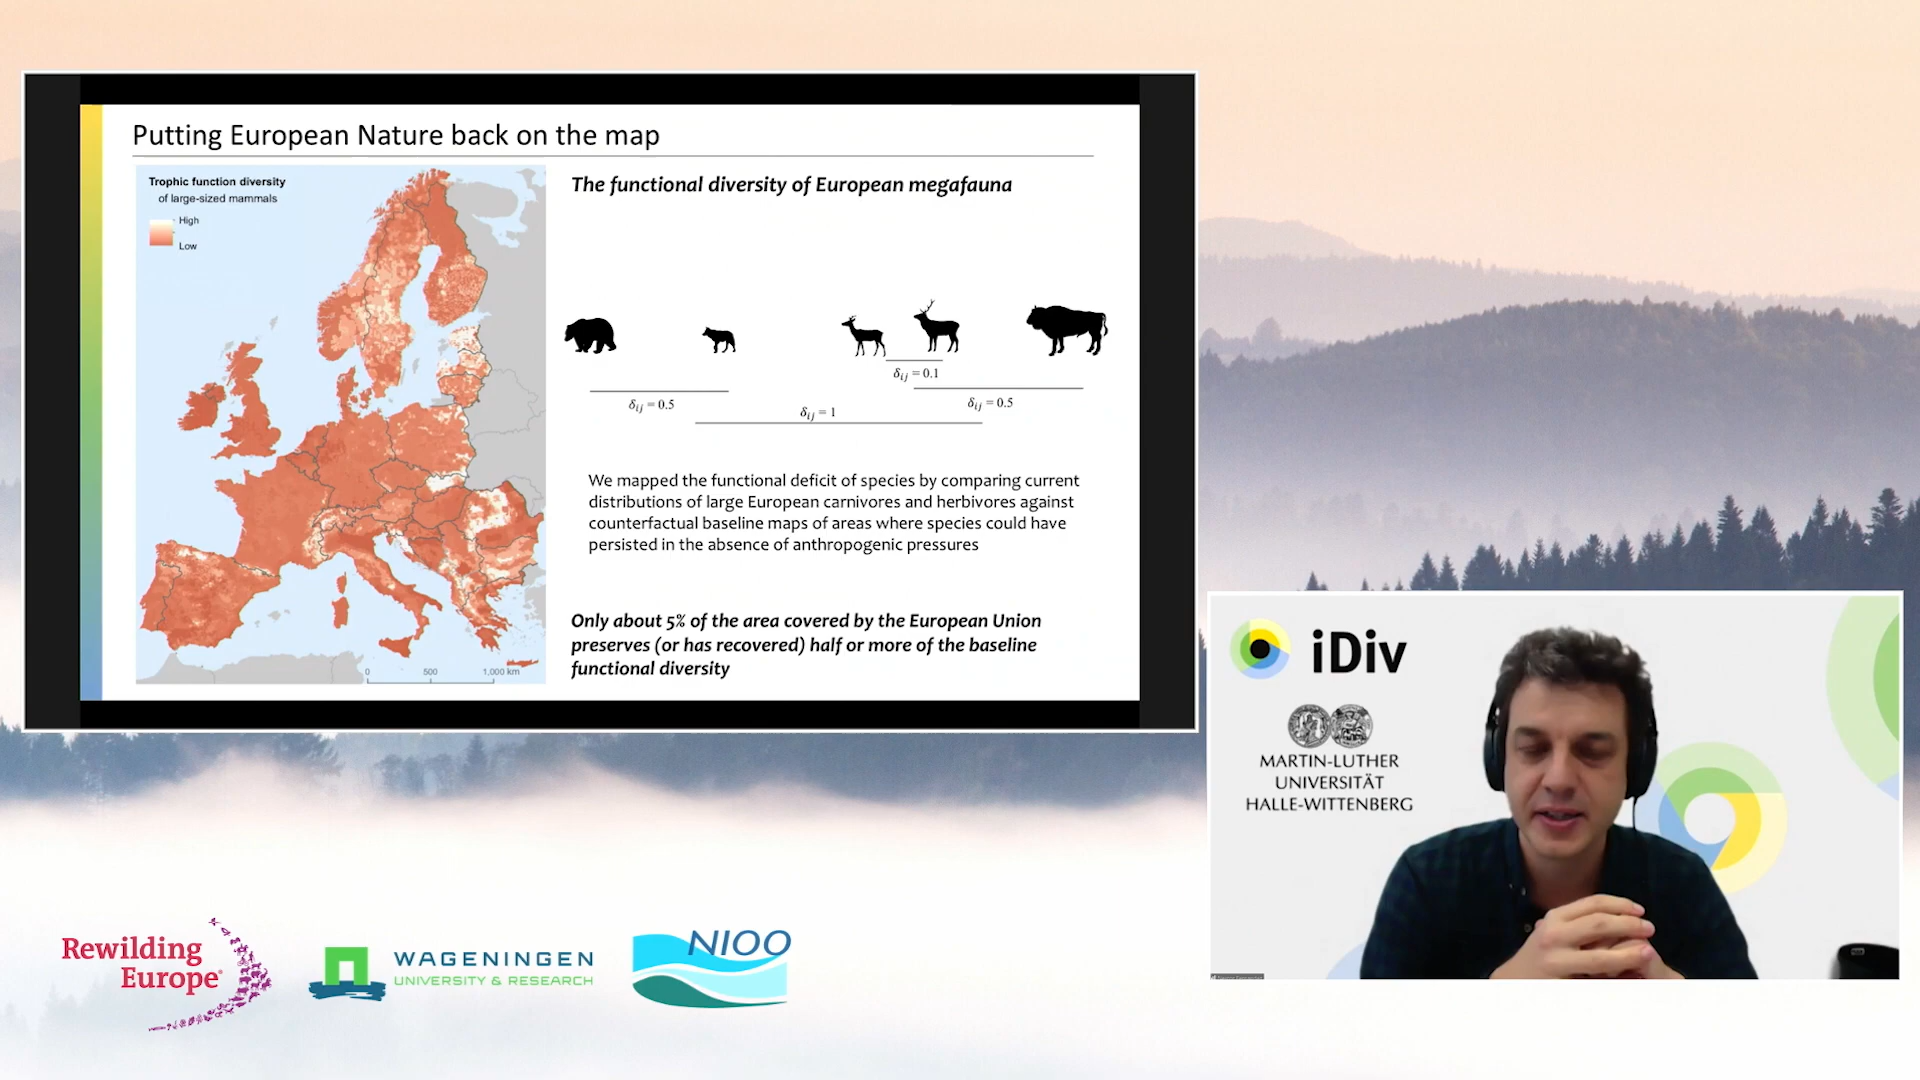 Putting European Nature back on the map
Trophic function diversity
of large-sized mammals
High
Low
0 500 1,000 km
The functional diversity of European megafauna
δij = 0.1
δij = 0.5
δij = 1
δij = 0.5
We mapped the functional deficit of species by comparing current
distributions of large European carnivores and herbivores against
counterfactual baseline maps of areas where species could have
persisted in the absence of anthropogenic pressures
Only about 5% of the area covered by the European Union
preserves (or has recovered) half or more of the baseline
functional diversity
iDiv
MARTIN-LUTHER
UNIVERSITÄT
HALLE-WITTENBERG
Rewilding
Europe
WAGENINGEN
UNIVERSITY & RESEARCH
NIOO